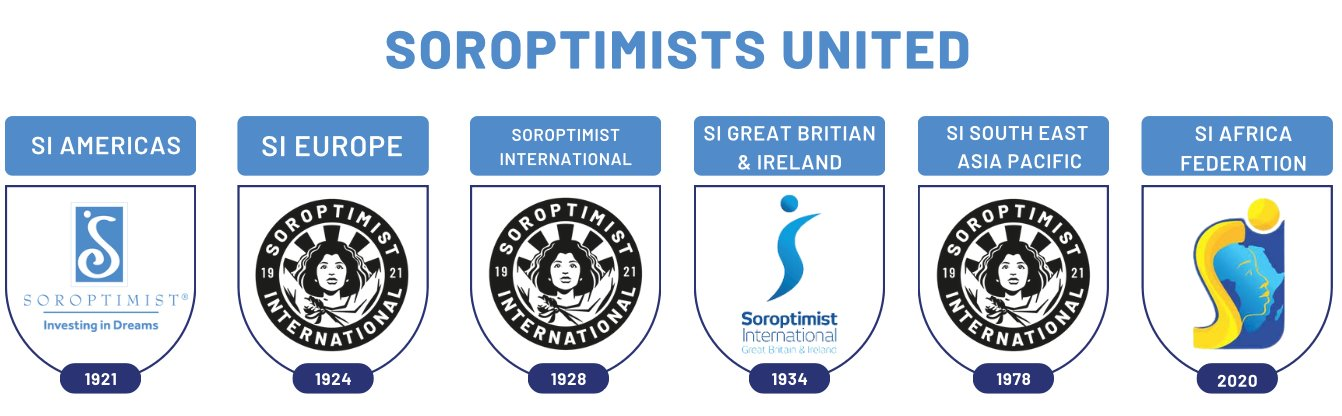 SOROPTIMISTS UNITED
SI AMERICAS
SOROPTIMIST®
Investing in Dreams
1921
SI EUROPE
SOROPTIMIST
19 21
INTERNATIONAL
1924
SOROPTIMIST
INTERNATIONAL
SOROPTIMIST
19 21
INTERNATIONAL
1928
SI GREAT BRITIAN
& IRELAND
Soroptimist
International
Great Britain & Ireland
1934
SI SOUTH EAST
ASIA PACIFIC
SOROPTIMIST
19 21
INTERNATIONAL
1978
SI AFRICA
FEDERATION
2020